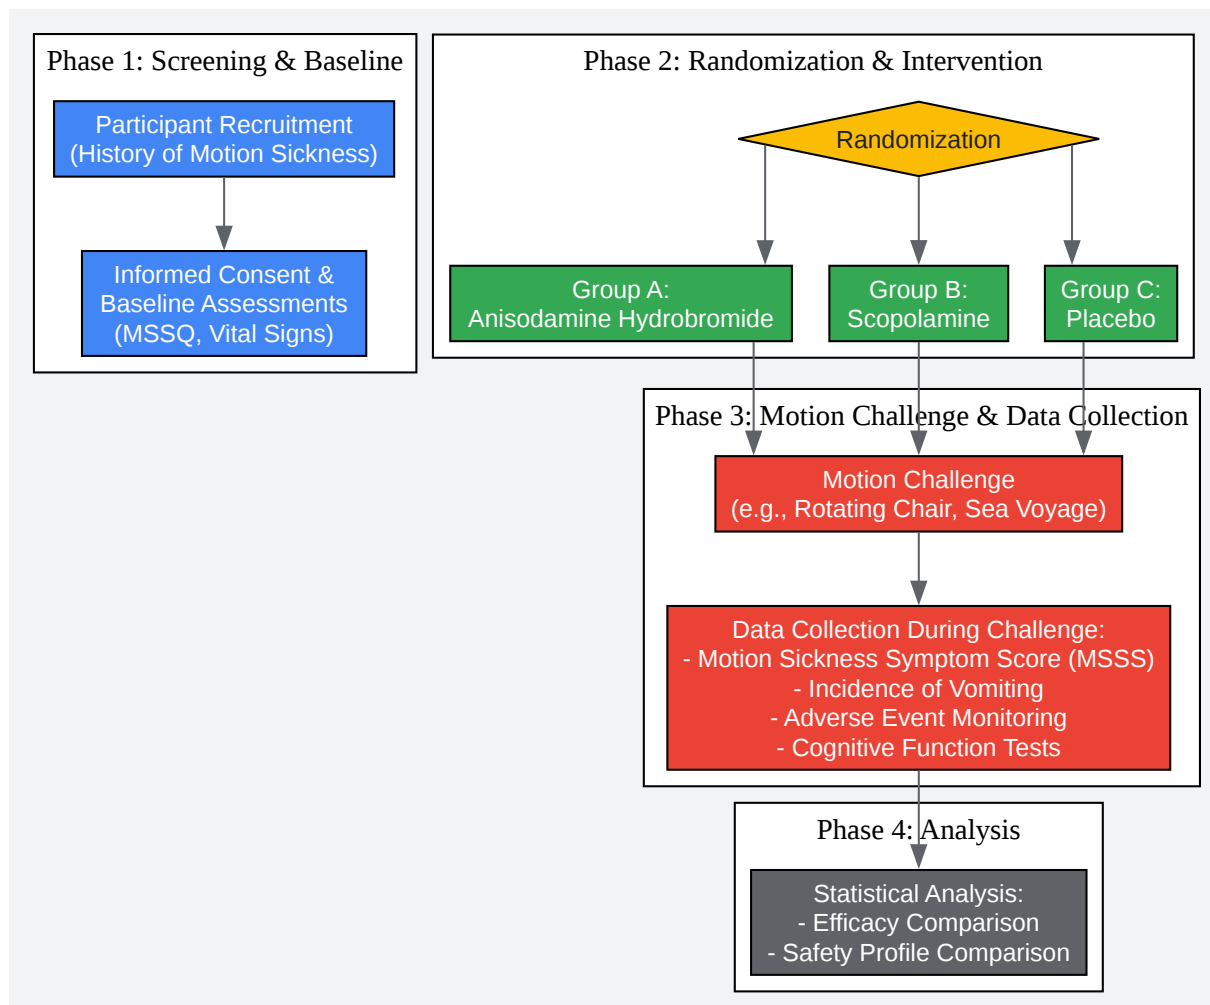 Phase 1: Screening & Baseline
Participant Recruitment
(History of Motion Sickness)
Informed Consent &
Baseline Assessments
(MSSQ, Vital Signs)
Phase 2: Randomization & Intervention
Randomization
Group A:
Anisodamine Hydrobromide
Group B:
Scopolamine
Group C:
Placebo
Phase 3: Motion Challenge & Data Collection
Motion Challenge
(e.g., Rotating Chair, Sea Voyage)
Data Collection During Challenge:
- Motion Sickness Symptom Score (MSSS)
- Incidence of Vomiting
- Adverse Event Monitoring
- Cognitive Function Tests
Phase 4: Analysis
Statistical Analysis:
- Efficacy Comparison
- Safety Profile Comparison